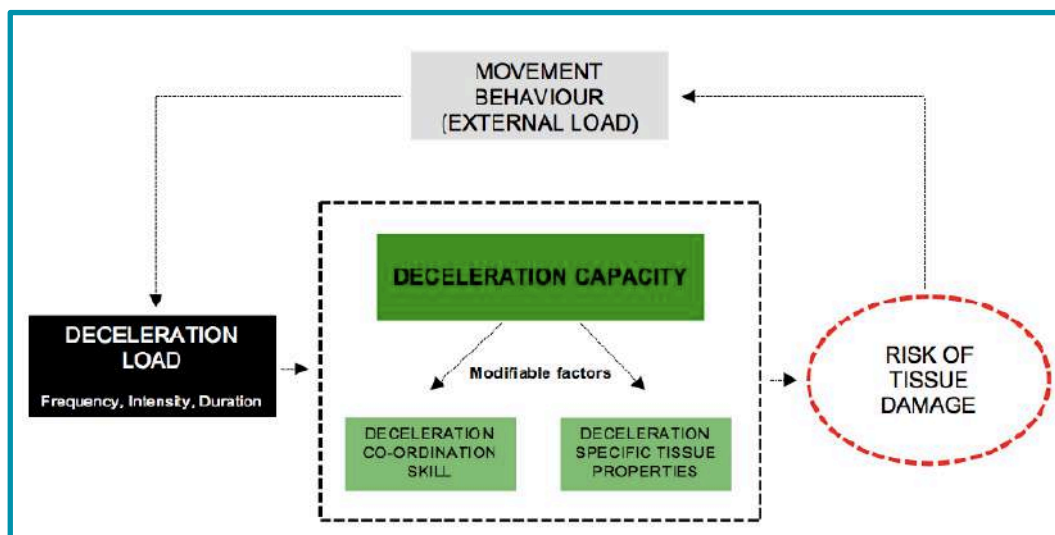 MOVEMENT
BEHAVIOUR
(EXTERNAL LOAD)
DECELERATION CAPACITY
DECELERATION
LOAD
Frequency, Intensity, Duration
Modifiable factors
DECELERATION
CO-ORDINATION
SKILL
DECELERATION
SPECIFIC TISSUE
PROPERTIES
RISK OF
TISSUE
DAMAGE